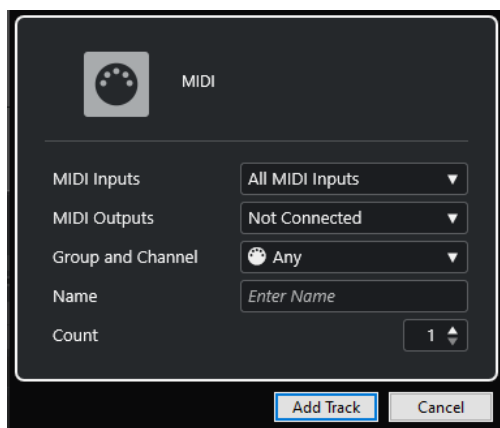 MIDI
MIDI Inputs All MIDI Inputs
MIDI Outputs Not Connected
Group and Channel Any
Name Enter Name
Count 1
Add Track Cancel